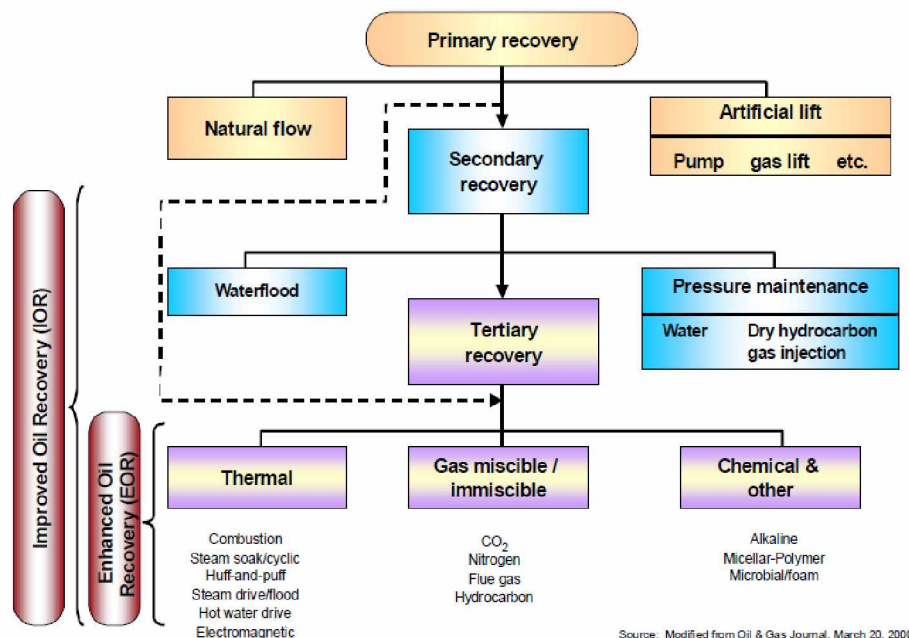 Primary recovery
Natural flow
Artificial lift
Pump gas lift etc.
Secondary
recovery
Waterflood
Pressure maintenance
Water Dry hydrocarbon
gas injection
Tertiary
recovery
Improved Oil Recovery (IOR)
Enhanced Oil
Recovery (EOR)
Thermal
Gas miscible /
immiscible
Chemical &
other
Combustion
Steam soak/cyclic
Huff-and-puff
Steam drive/flood
Hot water drive
Electromagnetic
CO2
Nitrogen
Flue gas
Hydrocarbon
Alkaline
Micellar-Polymer
Microbial/foam
Source: Modified from Oil & Gas Journal, March 20,